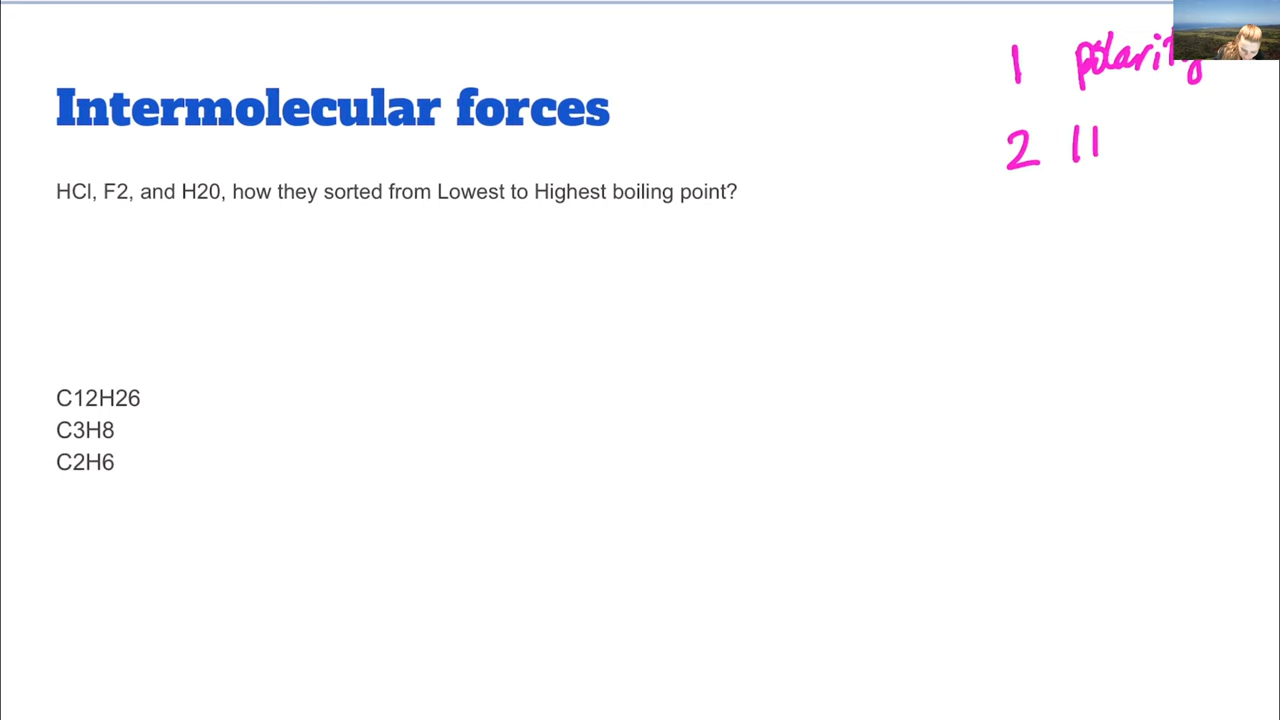 1 polarity
Intermolecular forces
2 11
HCl, F2, and H20, how they sorted from Lowest to Highest boiling point?
C12H26
C3H8
C2H6